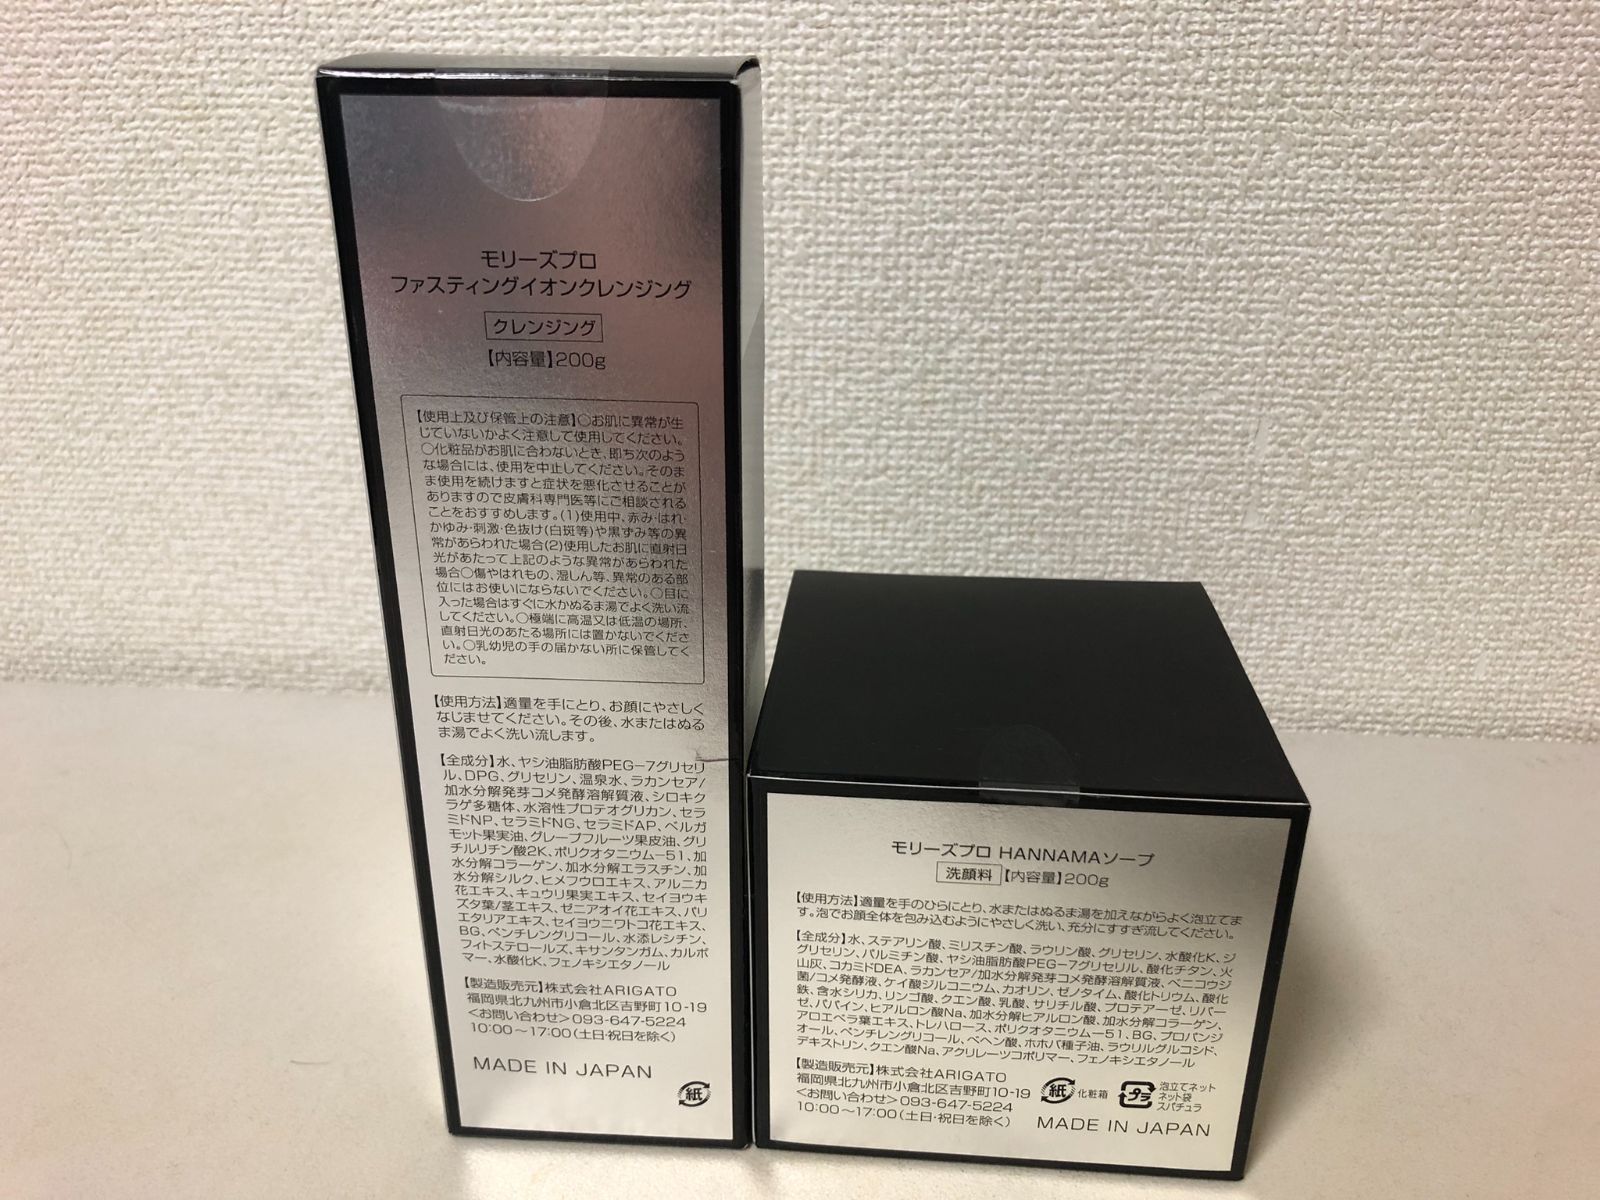 モリーズプロ
ファスティングイオンクレンジング
クレンジング
【内容量】200g
【使用上及び保管上の注意】○お肌に異常が生
じていないかよく注意して使用してください。
○化粧品がお肌に合わないとき、即ち次のよう
な場合には、使用を中止してください。そのま
ま使用を続けますと症状を悪化させることが
ありますので皮膚科専門医等にご相談される
ことをおすすめします。(1)使用中、赤み・はれ・
かゆみ・刺激・色抜け(白斑等)や黒ずみ等の異
常があらわれた場合(2)使用したお肌に直射日
光があたって上記のような異常があらわれた
場合○傷やはれもの、湿しん等、異常のある部
位にはお使いにならないでください。○目に
入った場合はすぐに水かぬるま湯でよく洗い流
してください。○極端に高温又は低温の場所、
直射日光のあたる場所には置かないでくださ
い。○乳幼児の手の届かない所に保管してく
ださい。
【使用方法】適量を手にとり、お顔にやさしく
なじませてください。その後、水またはぬる
ま湯でよく洗い流します。
【全成分】水、ヤシ油脂肪酸PEG-7グリセリ
ル、DPG、グリセリン、温泉水、ラカンセア/
加水分解発芽コメ発酵溶解質液、シロキク
ラゲ多糖体、水溶性プロテオグリカン、セラ
ミドNP、セラミドNG、セラミドAP、ベルガ
モット果実油、グレープフルーツ果皮油、グリ
チルリチン酸2K、ポリクオタニウム-51、加
水分解コラーゲン、加水分解エラスチン、加
水分解シルク、ヒメフウロエキス、アルニカ
花エキス、キュウリ果実エキス、セイヨウキ
ズタ葉/茎エキス、ゼニアオイ花エキス、パリ
エタリアエキス、セイヨウニワトコ花エキス、
BG、ペンチレングリコール、水添レシチン、
フィトステロールズ、キサンタンガム、カルボ
マー、水酸化K、フェノキシエタノール
【製造販売元】株式会社ARIGATO
福岡県北九州市小倉北区吉野町10-19
<お問い合わせ>093-647-5224
10:00～17:00(土日・祝日を除く)
MADE IN JAPAN
紙
モリーズプロ HANNAMAソープ
洗顔料【内容量】200g
【使用方法】適量を手のひらにとり、水またはぬるま湯を加えながらよく泡立てま
す。泡でお顔全体を包み込むようにやさしく洗い、充分にすすぎ流してください。
【全成分】水、ステアリン酸、ミリスチン酸、ラウリン酸、グリセリン、水酸化K、ジ
グリセリン、パルミチン酸、ヤシ油脂肪酸PEG-7グリセリル、酸化チタン、火
山灰、コカミドDEA、ラカンセア/加水分解発芽コメ発酵溶解質液、ベニコウジ
菌/コメ発酵液、ケイ酸ジルコニウム、カオリン、ゼノタイム、酸化トリウム、酸化
鉄、含水シリカ、リンゴ酸、クエン酸、乳酸、サリチル酸、プロテアーゼ、リパー
ゼ、パパイン、ヒアルロン酸Na、加水分解ヒアルロン酸、加水分解コラーゲン、
アロエベラ葉エキス、トレハロース、ポリクオタニウム-51、BG、プロパンジ
オール、ペンチレングリコール、ベヘン酸、ホホバ種子油、ラウリルグルコシド、
デキストリン、クエン酸Na、アクリレーツコポリマー、フェノキシエタノール
【製造販売元】株式会社ARIGATO
福岡県北九州市小倉北区吉野町10-19
<お問い合わせ>093-647-5224
10:00～17:00(土日・祝日を除く)
紙 化粧箱
プラ 泡立てネット
ネット袋
スパチュラ
MADE IN JAPAN